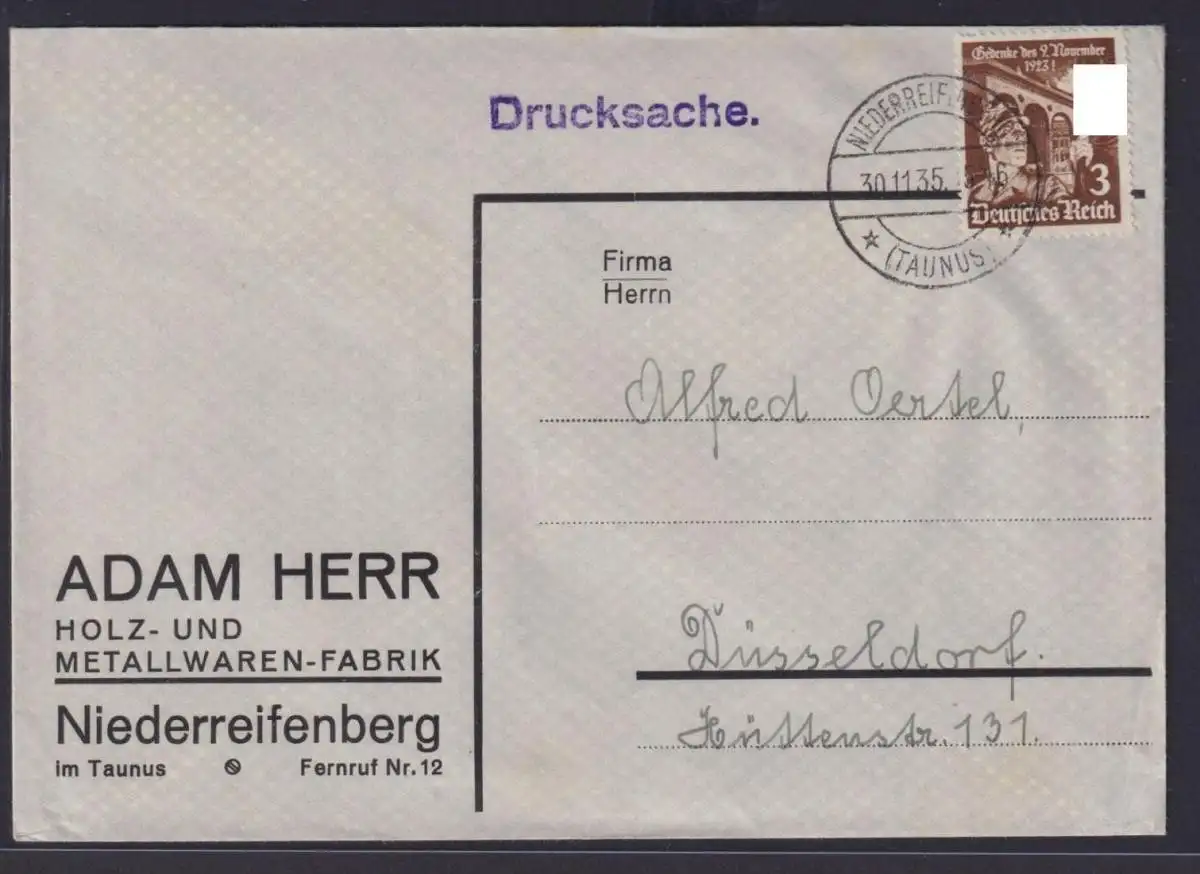 Drucksache.
Gedenke des 9. November
1923!
3
Deutsches Reich
30.11.35.
(TAUNUS)
Firma
Herrn
Alfred Oertel,
Düsseldorf.
Hüttenstr. 131.
ADAM HERR
HOLZ- UND
METALLWAREN-FABRIK
Niederreifenberg
im Taunus Fernruf Nr. 12